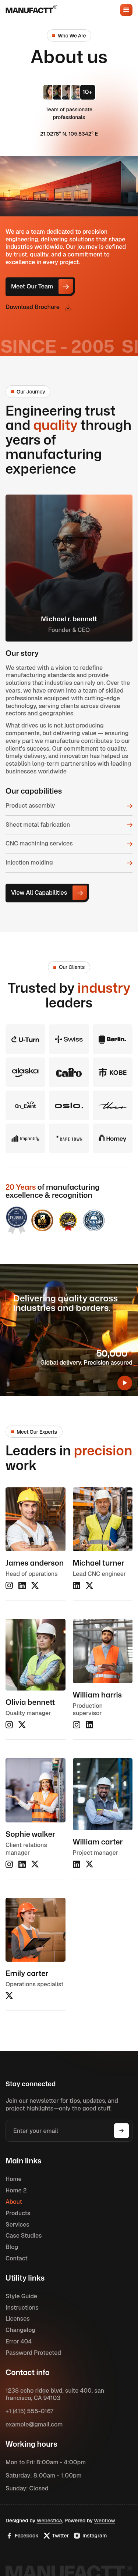 MANUFACTT®
Who We Are
About us
10+
Team of passionate
professionals
21.0278° N, 105.8342° E
We are a team dedicated to precision
engineering, delivering solutions that shape
industries worldwide. Our journey is defined
by trust, quality, and a commitment to
excellence in every project.
Meet Our Team
Download Brochure
SINCE - 2005 SI
Our Journey
Engineering trust
and quality through
years of
manufacturing
experience
Michael r. bennett
Founder & CEO
Our story
We started with a vision to redefine
manufacturing standards and provide
solutions that industries can rely on. Over the
years, we have grown into a team of skilled
professionals equipped with cutting-edge
technology, serving clients across diverse
sectors and geographies.
What drives us is not just producing
components, but delivering value — ensuring
every part we create becomes a part of our
client's success. Our commitment to quality,
timely delivery, and innovation has helped us
establish long-term partnerships with leading
businesses worldwide
Our capabilities
Product assembly
Sheet metal fabrication
CNC machining services
Injection molding
View All Capabilities
Our Clients
Trusted by industry
leaders
U-Turn
Swiss
Berlin.
alaska
Cairo
KOBE
On_Event
OSLO.
Imprintify
CAPE TOWN
Homey
20 Years of manufacturing
excellence & recognition
Delivering quality across
industries and borders
50,000+
Global delivery. Precision assured
Meet Our Experts
Leaders in precision
work
James anderson
Head of operations
Michael turner
Lead CNC engineer
Olivia bennett
Quality manager
William harris
Production
supervisor
Sophie walker
Client relations
manager
William carter
Project manager
Emily carter
Operations specialist
Stay connected
Join our newsletter for tips, updates, and
project highlights—only the good stuff.
Enter your email
Main links
Home
Home 2
About
Products
Services
Case Studies
Blog
Contact
Utility links
Style Guide
Instructions
Licenses
Changelog
Error 404
Password Protected
Contact info
1238 echo ridge blvd, suite 400, san
francisco, CA 94103
+1 (415) 555-0167
example@gmail.com
Working hours
Mon to Fri: 8:00am - 4:00pm
Saturday: 8:00am - 1:00pm
Sunday: Closed
Designed by Webestica, Powered by Webflow
Facebook
Twitter
Instagram
MANUFACTT